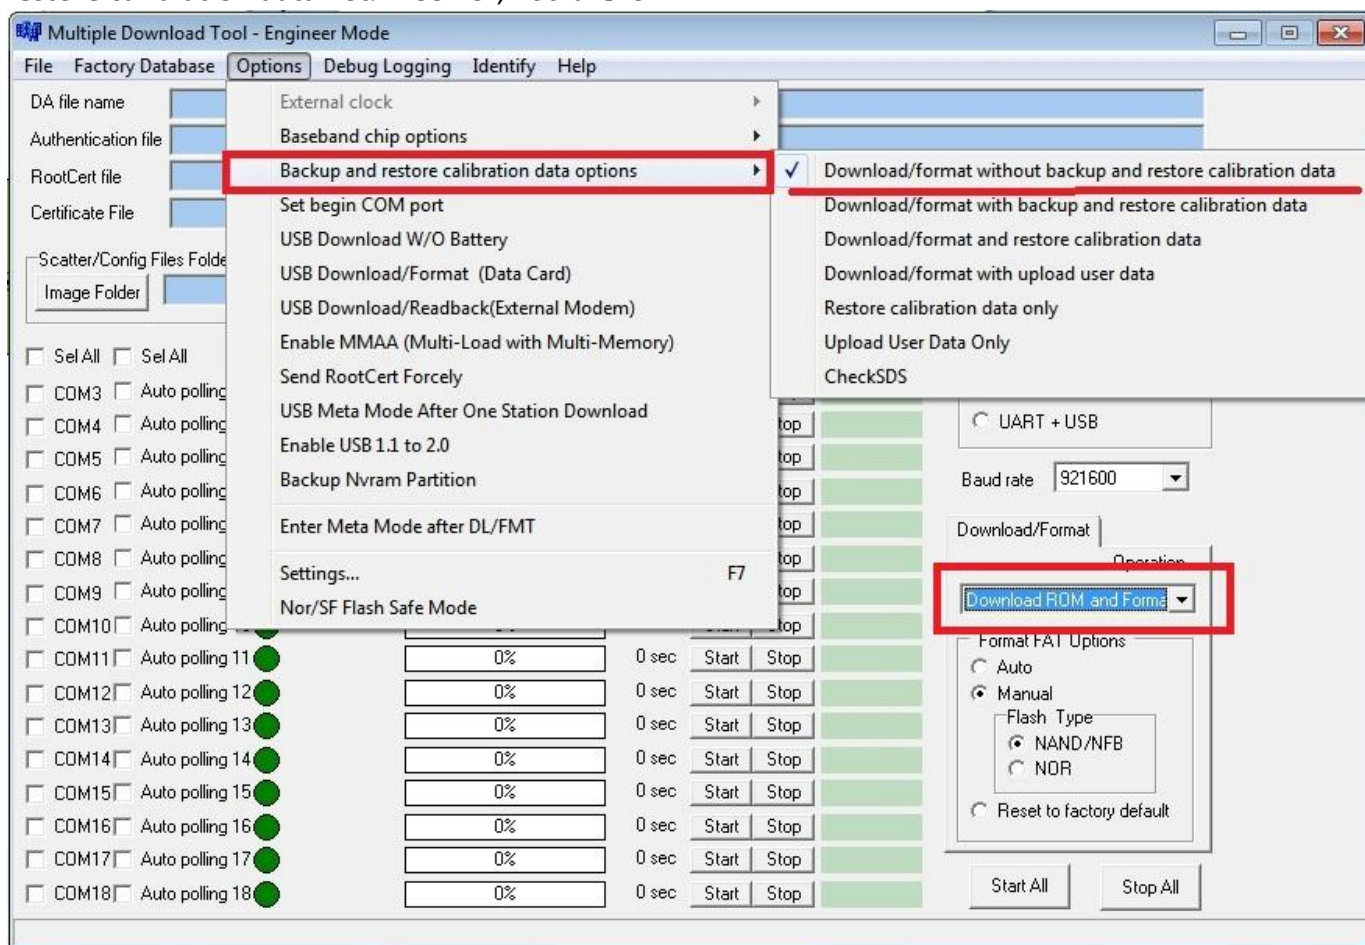 Multiple Download Tool - Engineer Mode
File Factory Database Options Debug Logging Identify Help
DA file name
Authentication file
RootCert file
Certificate File
Scatter/Config Files
Image Folder
External clock
Baseband chip options
Backup and restore calibration data options
Set begin COM port
USB Download W/O Battery
USB Download/Format (Data Card)
USB Download/Readback(External Modem)
Enable MMAA (Multi-Load with Multi-Memory)
Send RootCert Forcely
USB Meta Mode After One Station Download
Enable USB 1.1 to 2.0
Backup Nvram Partition
Enter Meta Mode after DL/FMT
Settings... F7
Nor/SF Flash Safe Mode
Download/format without backup and restore calibration data
Download/format with backup and restore calibration data
Download/format and restore calibration data
Download/format with upload user data
Restore calibration data only
Upload User Data Only
CheckSDS
Sel All Sel All
COM3 Auto polling
COM4 Auto polling
COM5 Auto polling
COM6 Auto polling
COM7 Auto polling
COM8 Auto polling
COM9 Auto polling
COM10 Auto polling
COM11 Auto polling 11 0% 0 sec Start Stop
COM12 Auto polling 12 0% 0 sec Start Stop
COM13 Auto polling 13 0% 0 sec Start Stop
COM14 Auto polling 14 0% 0 sec Start Stop
COM15 Auto polling 15 0% 0 sec Start Stop
COM16 Auto polling 16 0% 0 sec Start Stop
COM17 Auto polling 17 0% 0 sec Start Stop
COM18 Auto polling 18 0% 0 sec Start Stop
UART + USB
Baud rate 921600
Download/Format
Operation
Download ROM and Forma
Format FAT Options
Auto
Manual
Flash Type
NAND/NFB
NOR
Reset to factory default
Start All Stop All